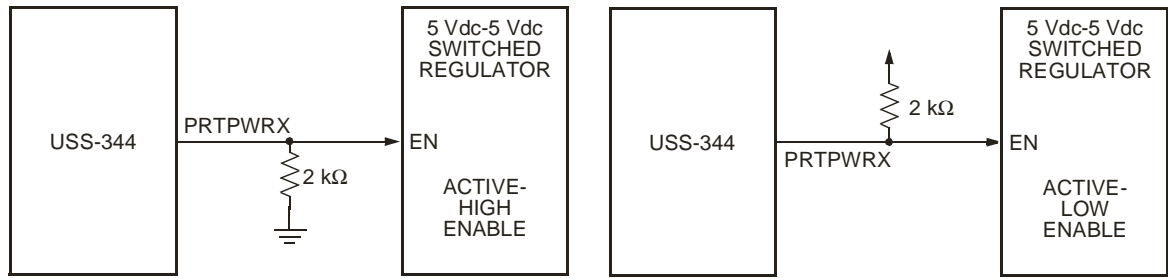 5 Vdc-5 Vdc
SWITCHED
REGULATOR
USS-344
PRTPWRX
EN
2 kΩ
ACTIVE-
HIGH
ENABLE
5 Vdc-5 Vdc
SWITCHED
REGULATOR
2 kΩ
USS-344
EN
PRTPWRX
ACTIVE-
LOW
ENABLE